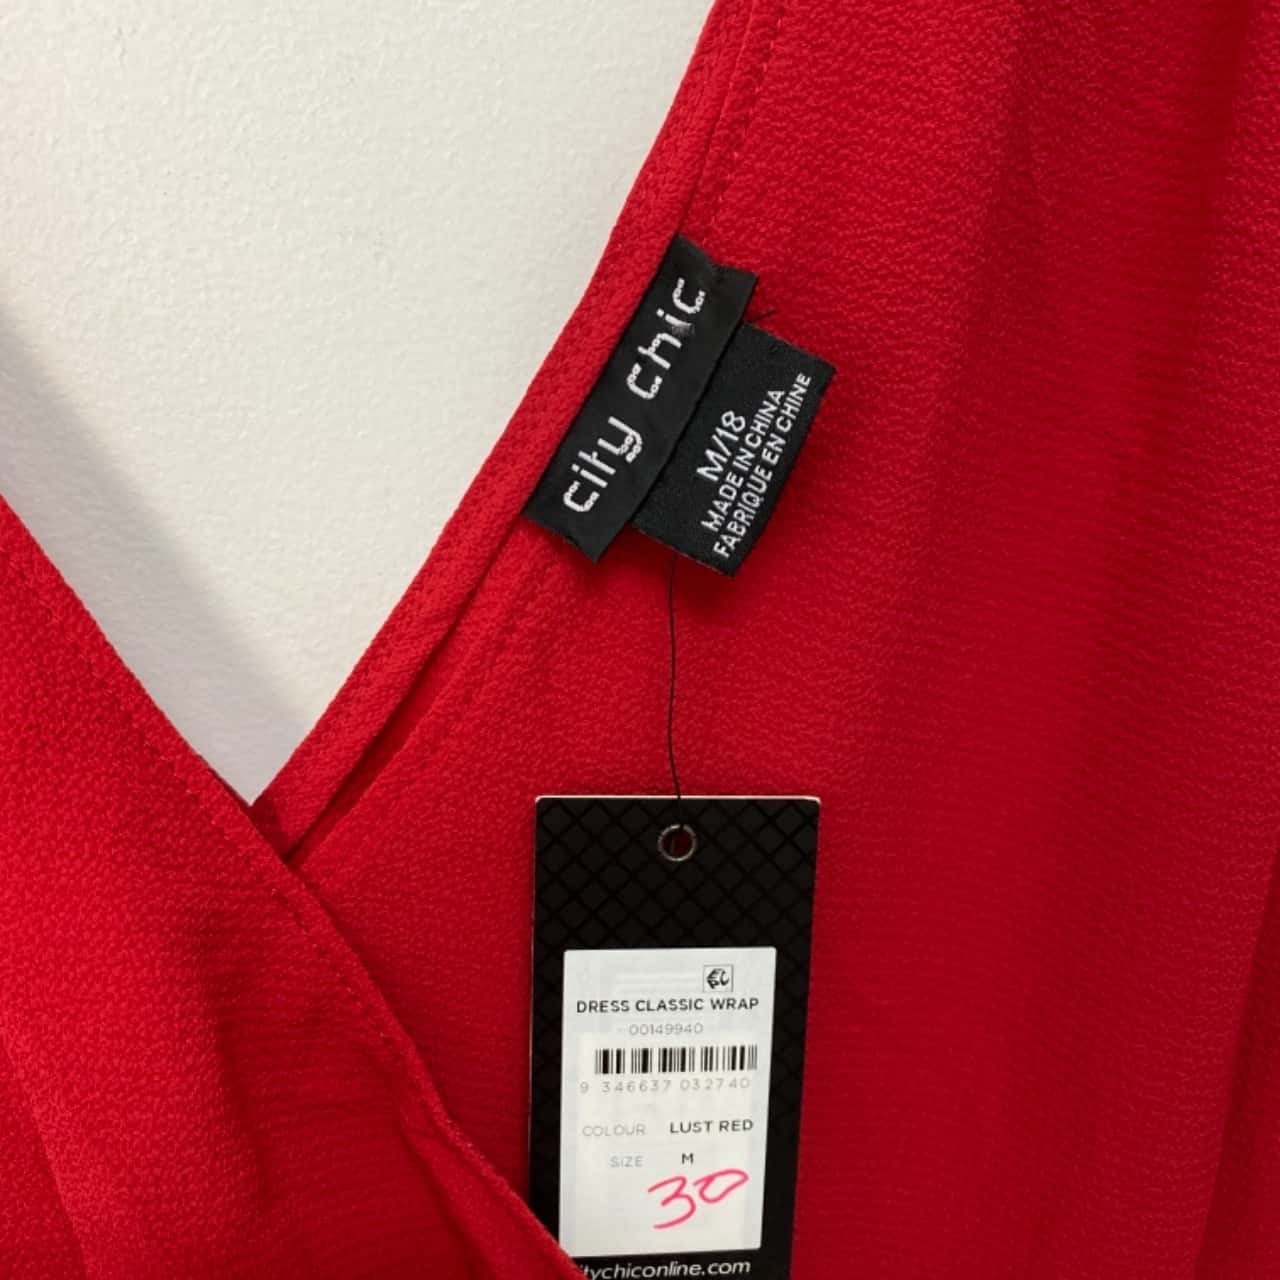 city chic
M/18
MADE IN CHINA
FABRIQUE EN CHINE
DRESS CLASSIC WRAP
00149940
9 346637 032740
COLOUR LUST RED
SIZE M
30
citychiconline.com